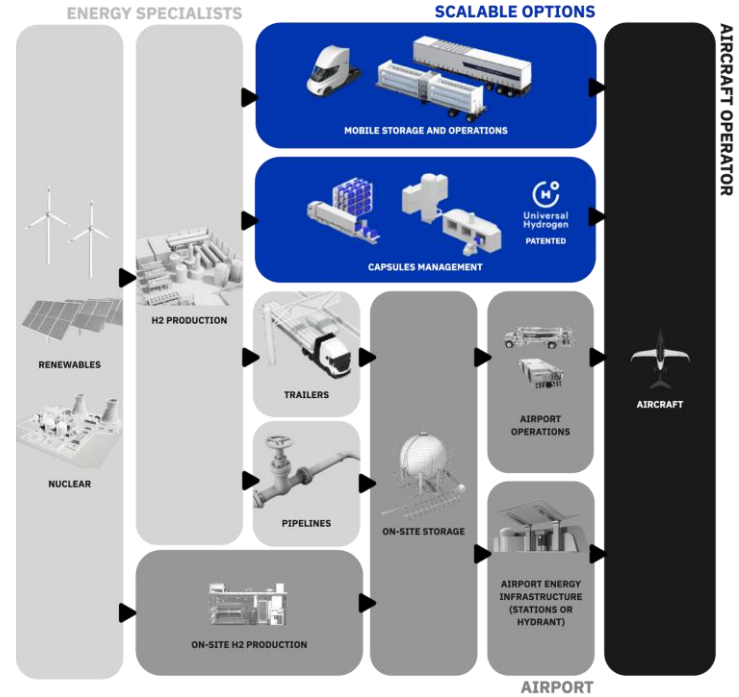 ENERGY SPECIALISTS
SCALABLE OPTIONS
AIRCRAFT OPERATOR
MOBILE STORAGE AND OPERATIONS
Universal
Hydrogen
PATENTED
CAPSULES MANAGEMENT
H2 PRODUCTION
RENEWABLES
TRAILERS
AIRPORT
OPERATIONS
AIRCRAFT
NUCLEAR
PIPELINES
ON-SITE STORAGE
AIRPORT ENERGY
INFRASTRUCTURE
(STATIONS OR
HYDRANT)
ON-SITE H2 PRODUCTION
AIRPORT